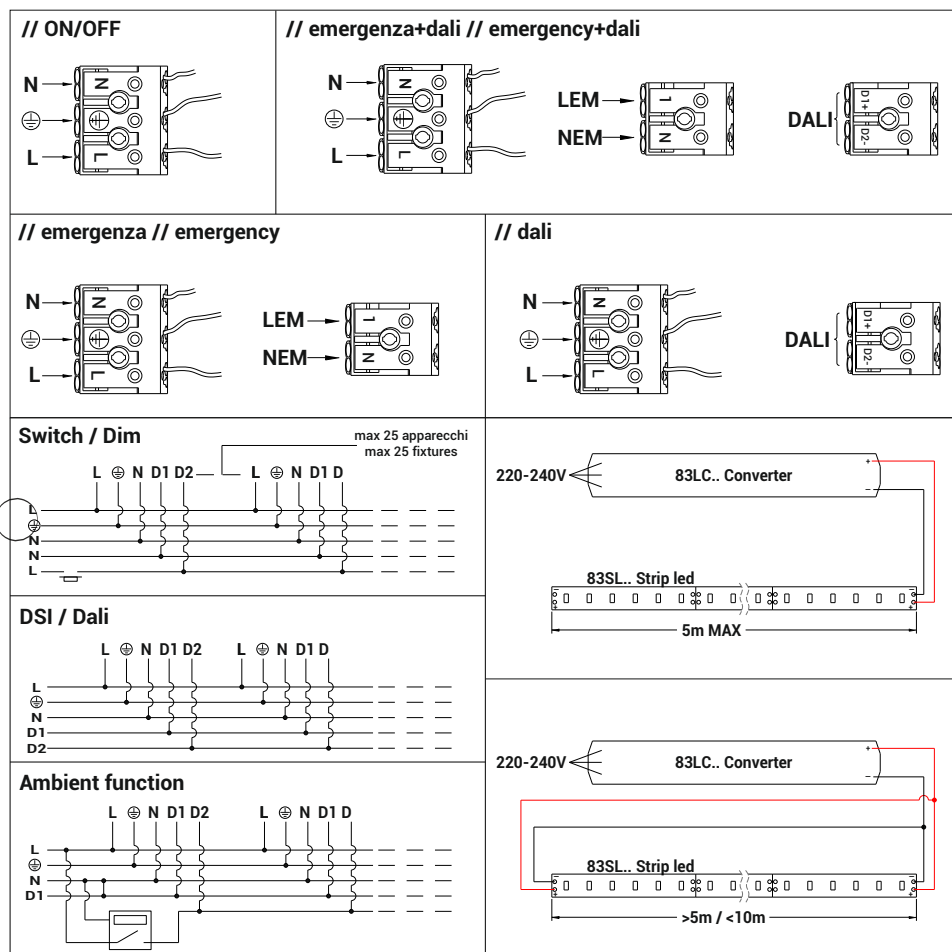 // ON/OFF
N
L
N
L
// emergenza+dali // emergency+dali
N
L
N
L
LEM
NEM
1
N
DALI
D1+
D2-
// emergenza // emergency
N
L
N
L
LEM
NEM
1
N
// dali
N
L
N
L
DALI
D1+
D2-
Switch / Dim
max 25 apparecchi
max 25 fixtures
L N D1 D2 L N D1 D
L
N
N
L
220-240V 83LC.. Converter + −
83SL.. Strip led
− + − +
5m MAX
DSI / Dali
L N D1 D2 L N D1 D
L
N
D1
D2
220-240V 83LC.. Converter + −
83SL.. Strip led
− + − +
>5m / <10m
Ambient function
L N D1 D2 L N D1 D
L
N
D1